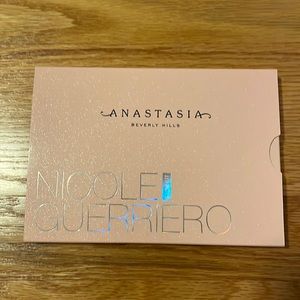 ANASTASIA
BEVERLY HILLS
NICOLE
GUERRIERO